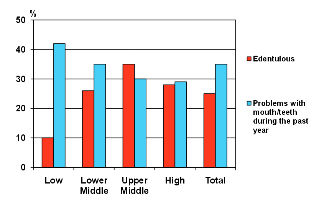 %
50
40
30
20
10
0
Low
Lower
Middle
Upper
Middle
High
Total
Edentulous
Problems with
mouth/teeth
during the past
year